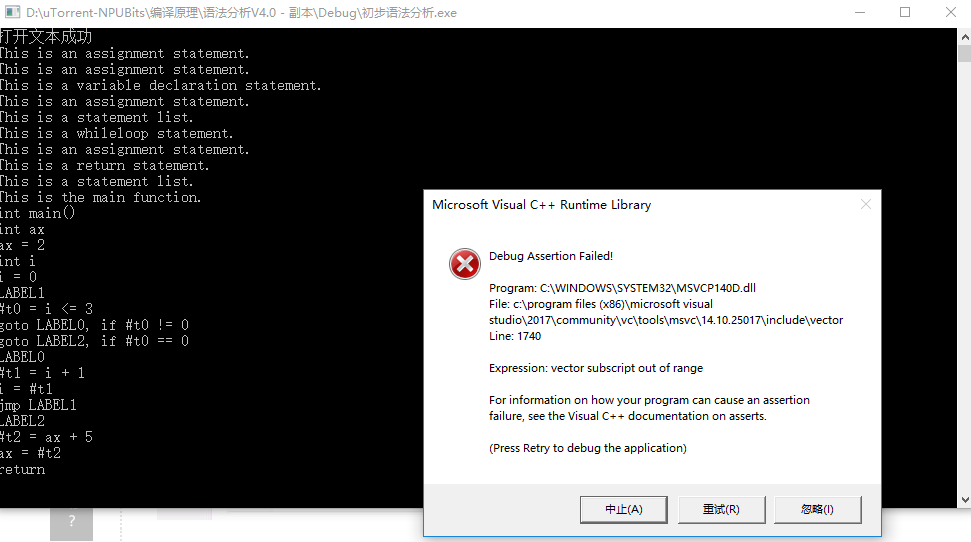 D:\uTorrent-NPUBits\编译原理\语法分析V4.0 - 副本\Debug\初步语法分析.exe
打开文本成功
This is an assignment statement.
This is an assignment statement.
This is a variable declaration statement.
This is an assignment statement.
This is a statement list.
This is a whileloop statement.
This is an assignment statement.
This is a return statement.
This is a statement list.
This is the main function.
int main()
int ax
ax = 2
int i
i = 0
LABEL1
#t0 = i <= 3
goto LABEL0, if #t0 != 0
goto LABEL2, if #t0 == 0
LABEL0
#t1 = i + 1
i = #t1
jmp LABEL1
LABEL2
#t2 = ax + 5
ax = #t2
return
Microsoft Visual C++ Runtime Library
Debug Assertion Failed!
Program: C:\WINDOWS\SYSTEM32\MSVCP140D.dll
File: c:\program files (x86)\microsoft visual
studio\2017\community\vc\tools\msvc\14.10.25017\include\vector
Line: 1740
Expression: vector subscript out of range
For information on how your program can cause an assertion
failure, see the Visual C++ documentation on asserts.
(Press Retry to debug the application)
中止(A)
重试(R)
忽略(I)
?